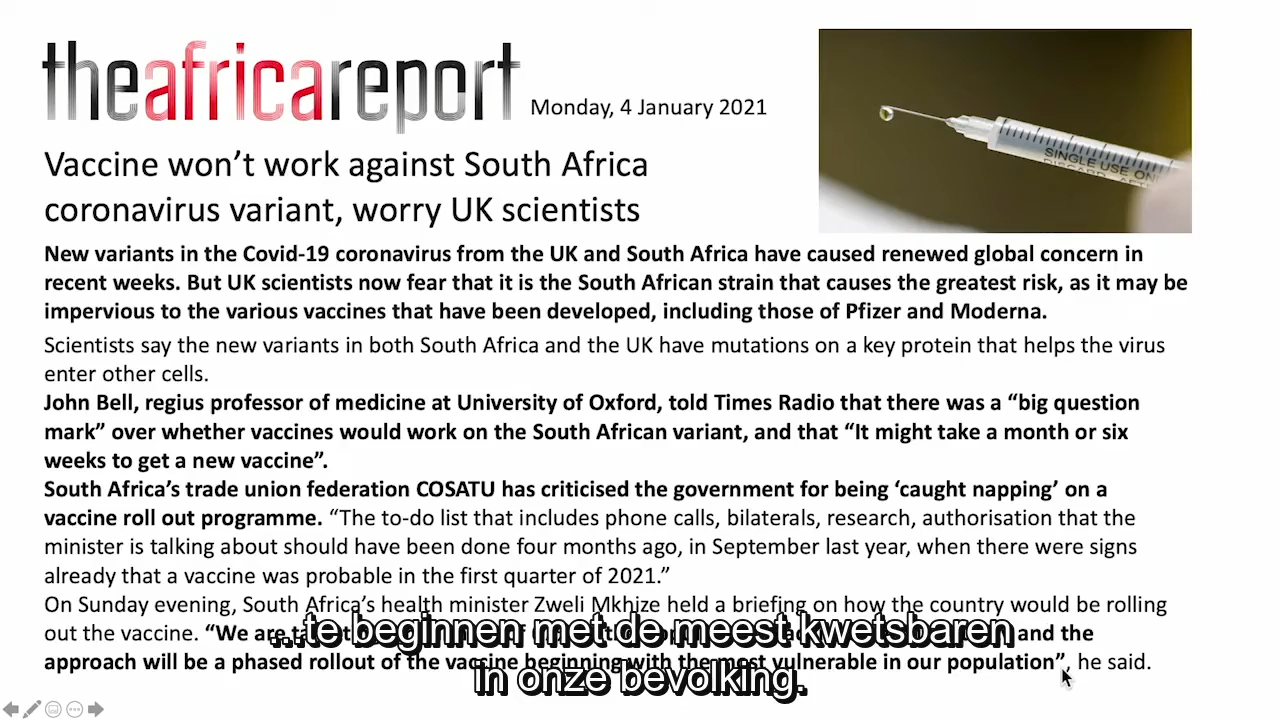 theafricareport Monday, 4 January 2021
SINGLE USE ON
Vaccine won't work against South Africa
coronavirus variant, worry UK scientists
New variants in the Covid-19 coronavirus from the UK and South Africa have caused renewed global concern in
recent weeks. But UK scientists now fear that it is the South African strain that causes the greatest risk, as it may be
impervious to the various vaccines that have been developed, including those of Pfizer and Moderna.
Scientists say the new variants in both South Africa and the UK have mutations on a key protein that helps the virus
enter other cells.
John Bell, regius professor of medicine at University of Oxford, told Times Radio that there was a “big question
mark” over whether vaccines would work on the South African variant, and that “It might take a month or six
weeks to get a new vaccine”.
South Africa’s trade union federation COSATU has criticised the government for being ‘caught napping’ on a
vaccine roll out programme. “The to-do list that includes phone calls, bilaterals, research, authorisation that the
minister is talking about should have been done four months ago, in September last year, when there were signs
already that a vaccine was probable in the first quarter of 2021.”
On Sunday evening, South Africa’s health minister Zweli Mkhize held a briefing on how the country would be rolling
out the vaccine. “We are and the
approach will be a phased rollout of the vaccine beginning with the most vulnerable in our population”, he said.
...te beginnen met de meest kwetsbaren
in onze bevolking.